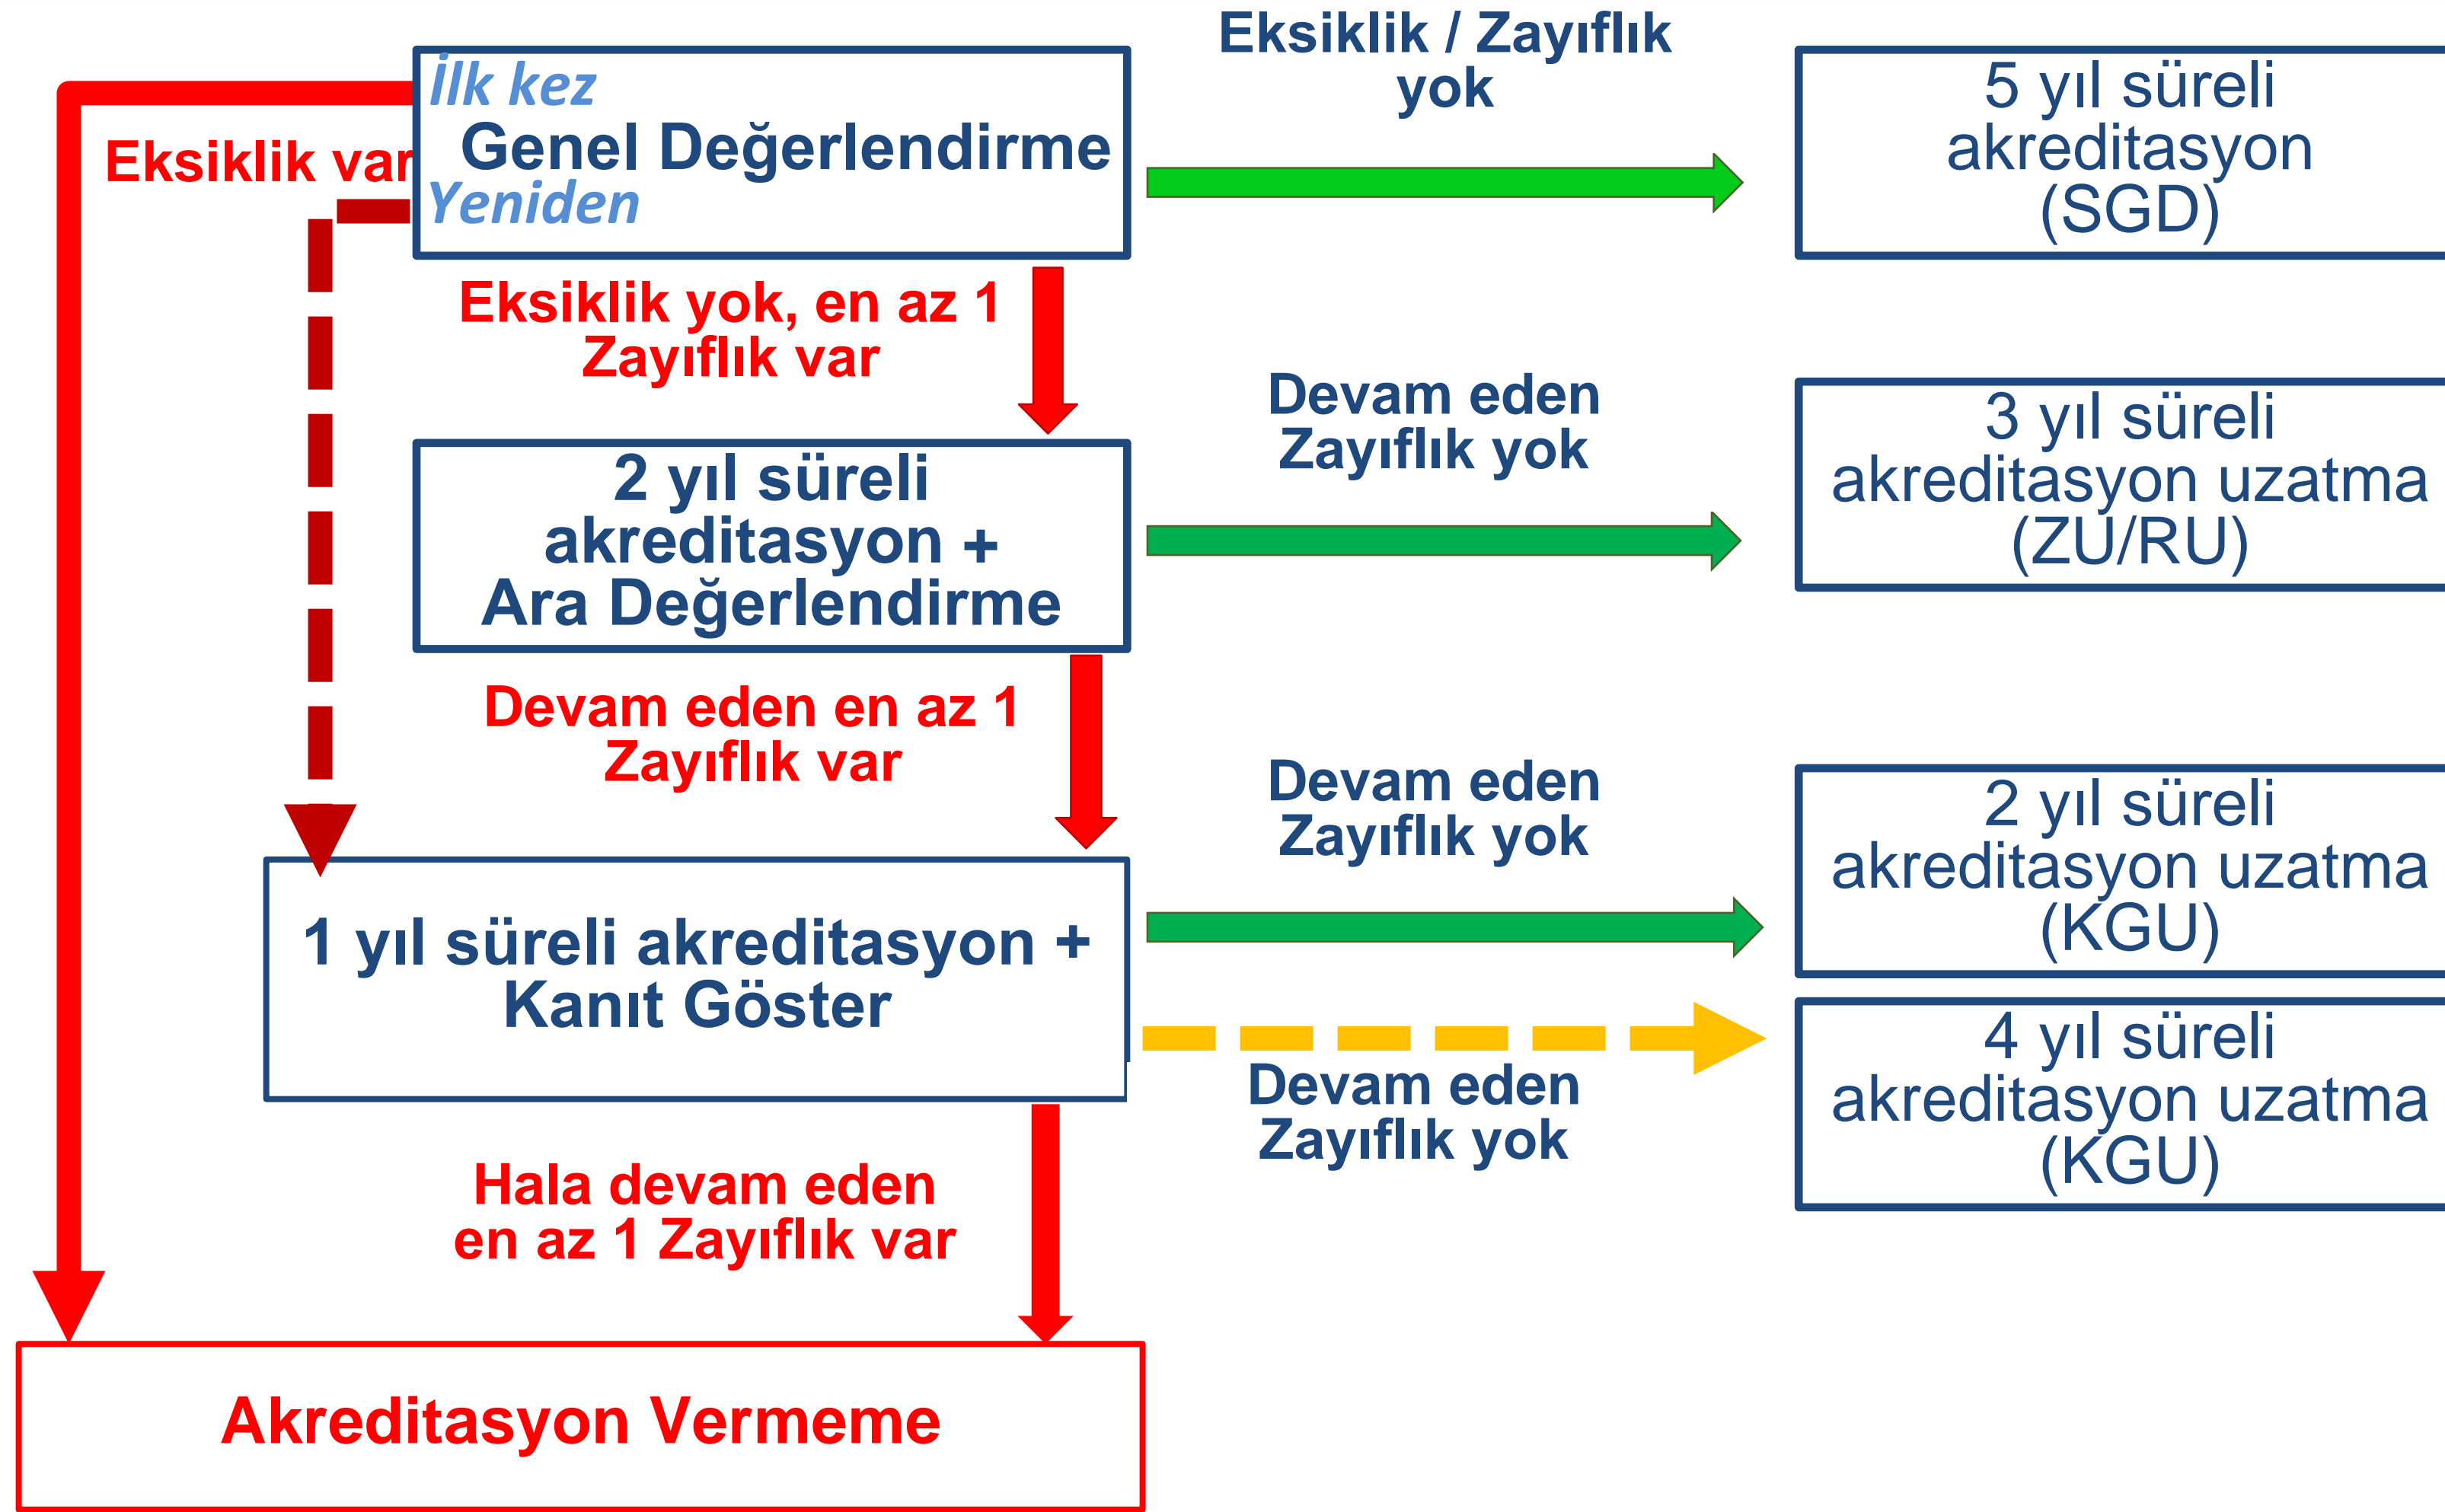 Eksiklik / Zayıflık
yok
İlk kez
Genel Değerlendirme
Yeniden
5 yıl süreli
akreditasyon
(SGD)
Eksiklik var
Eksiklik yok, en az 1
Zayıflık var
Devam eden
Zayıflık yok
2 yıl süreli
akreditasyon +
Ara Değerlendirme
3 yıl süreli
akreditasyon uzatma
(ZU/RU)
Devam eden en az 1
Zayıflık var
Devam eden
Zayıflık yok
1 yıl süreli akreditasyon +
Kanıt Göster
2 yıl süreli
akreditasyon uzatma
(KGU)
Devam eden
Zayıflık yok
4 yıl süreli
akreditasyon uzatma
(KGU)
Hala devam eden
en az 1 Zayıflık var
Akreditasyon Vermeme